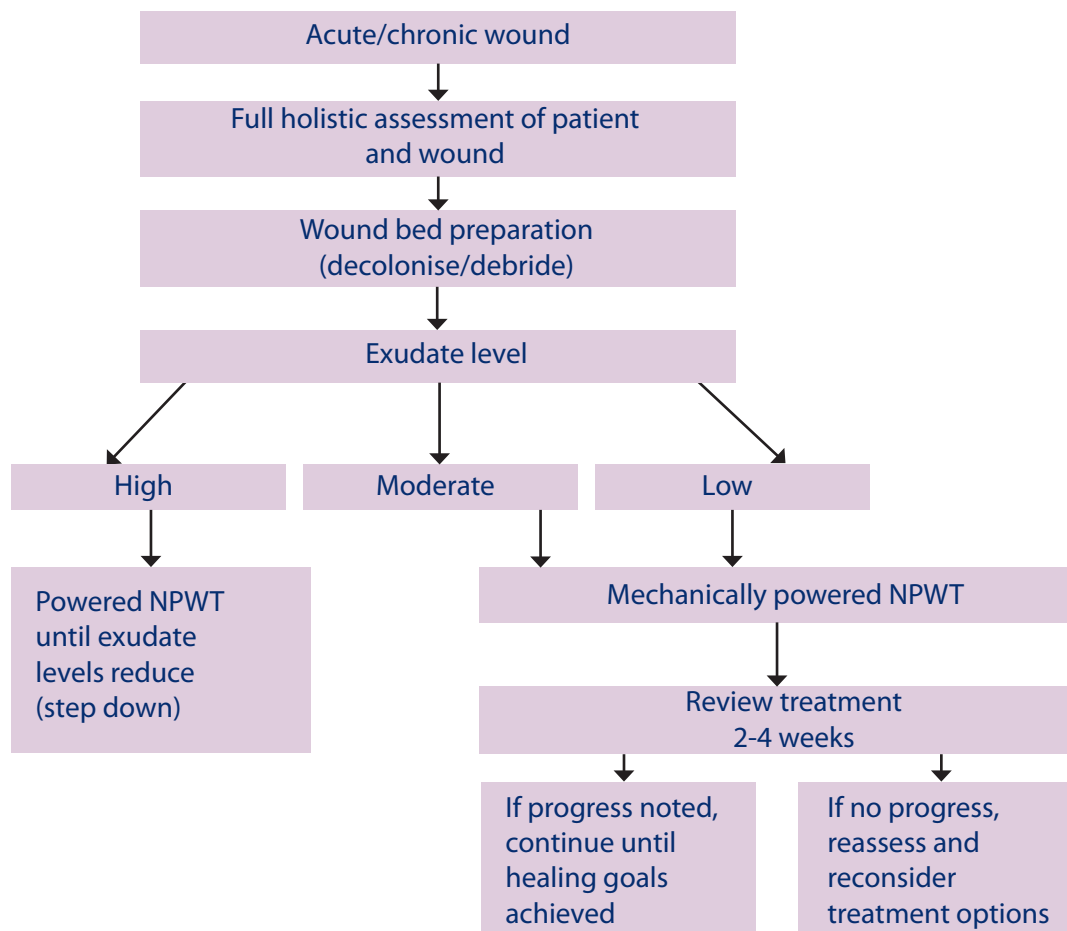 Acute/chronic wound
Full holistic assessment of patient
and wound
Wound bed preparation
(decolonise/debride)
Exudate level
High
Moderate
Low
Powered NPWT
until exudate
levels reduce
(step down)
Mechanically powered NPWT
Review treatment
2-4 weeks
If progress noted,
continue until
healing goals
achieved
If no progress,
reassess and
reconsider
treatment options